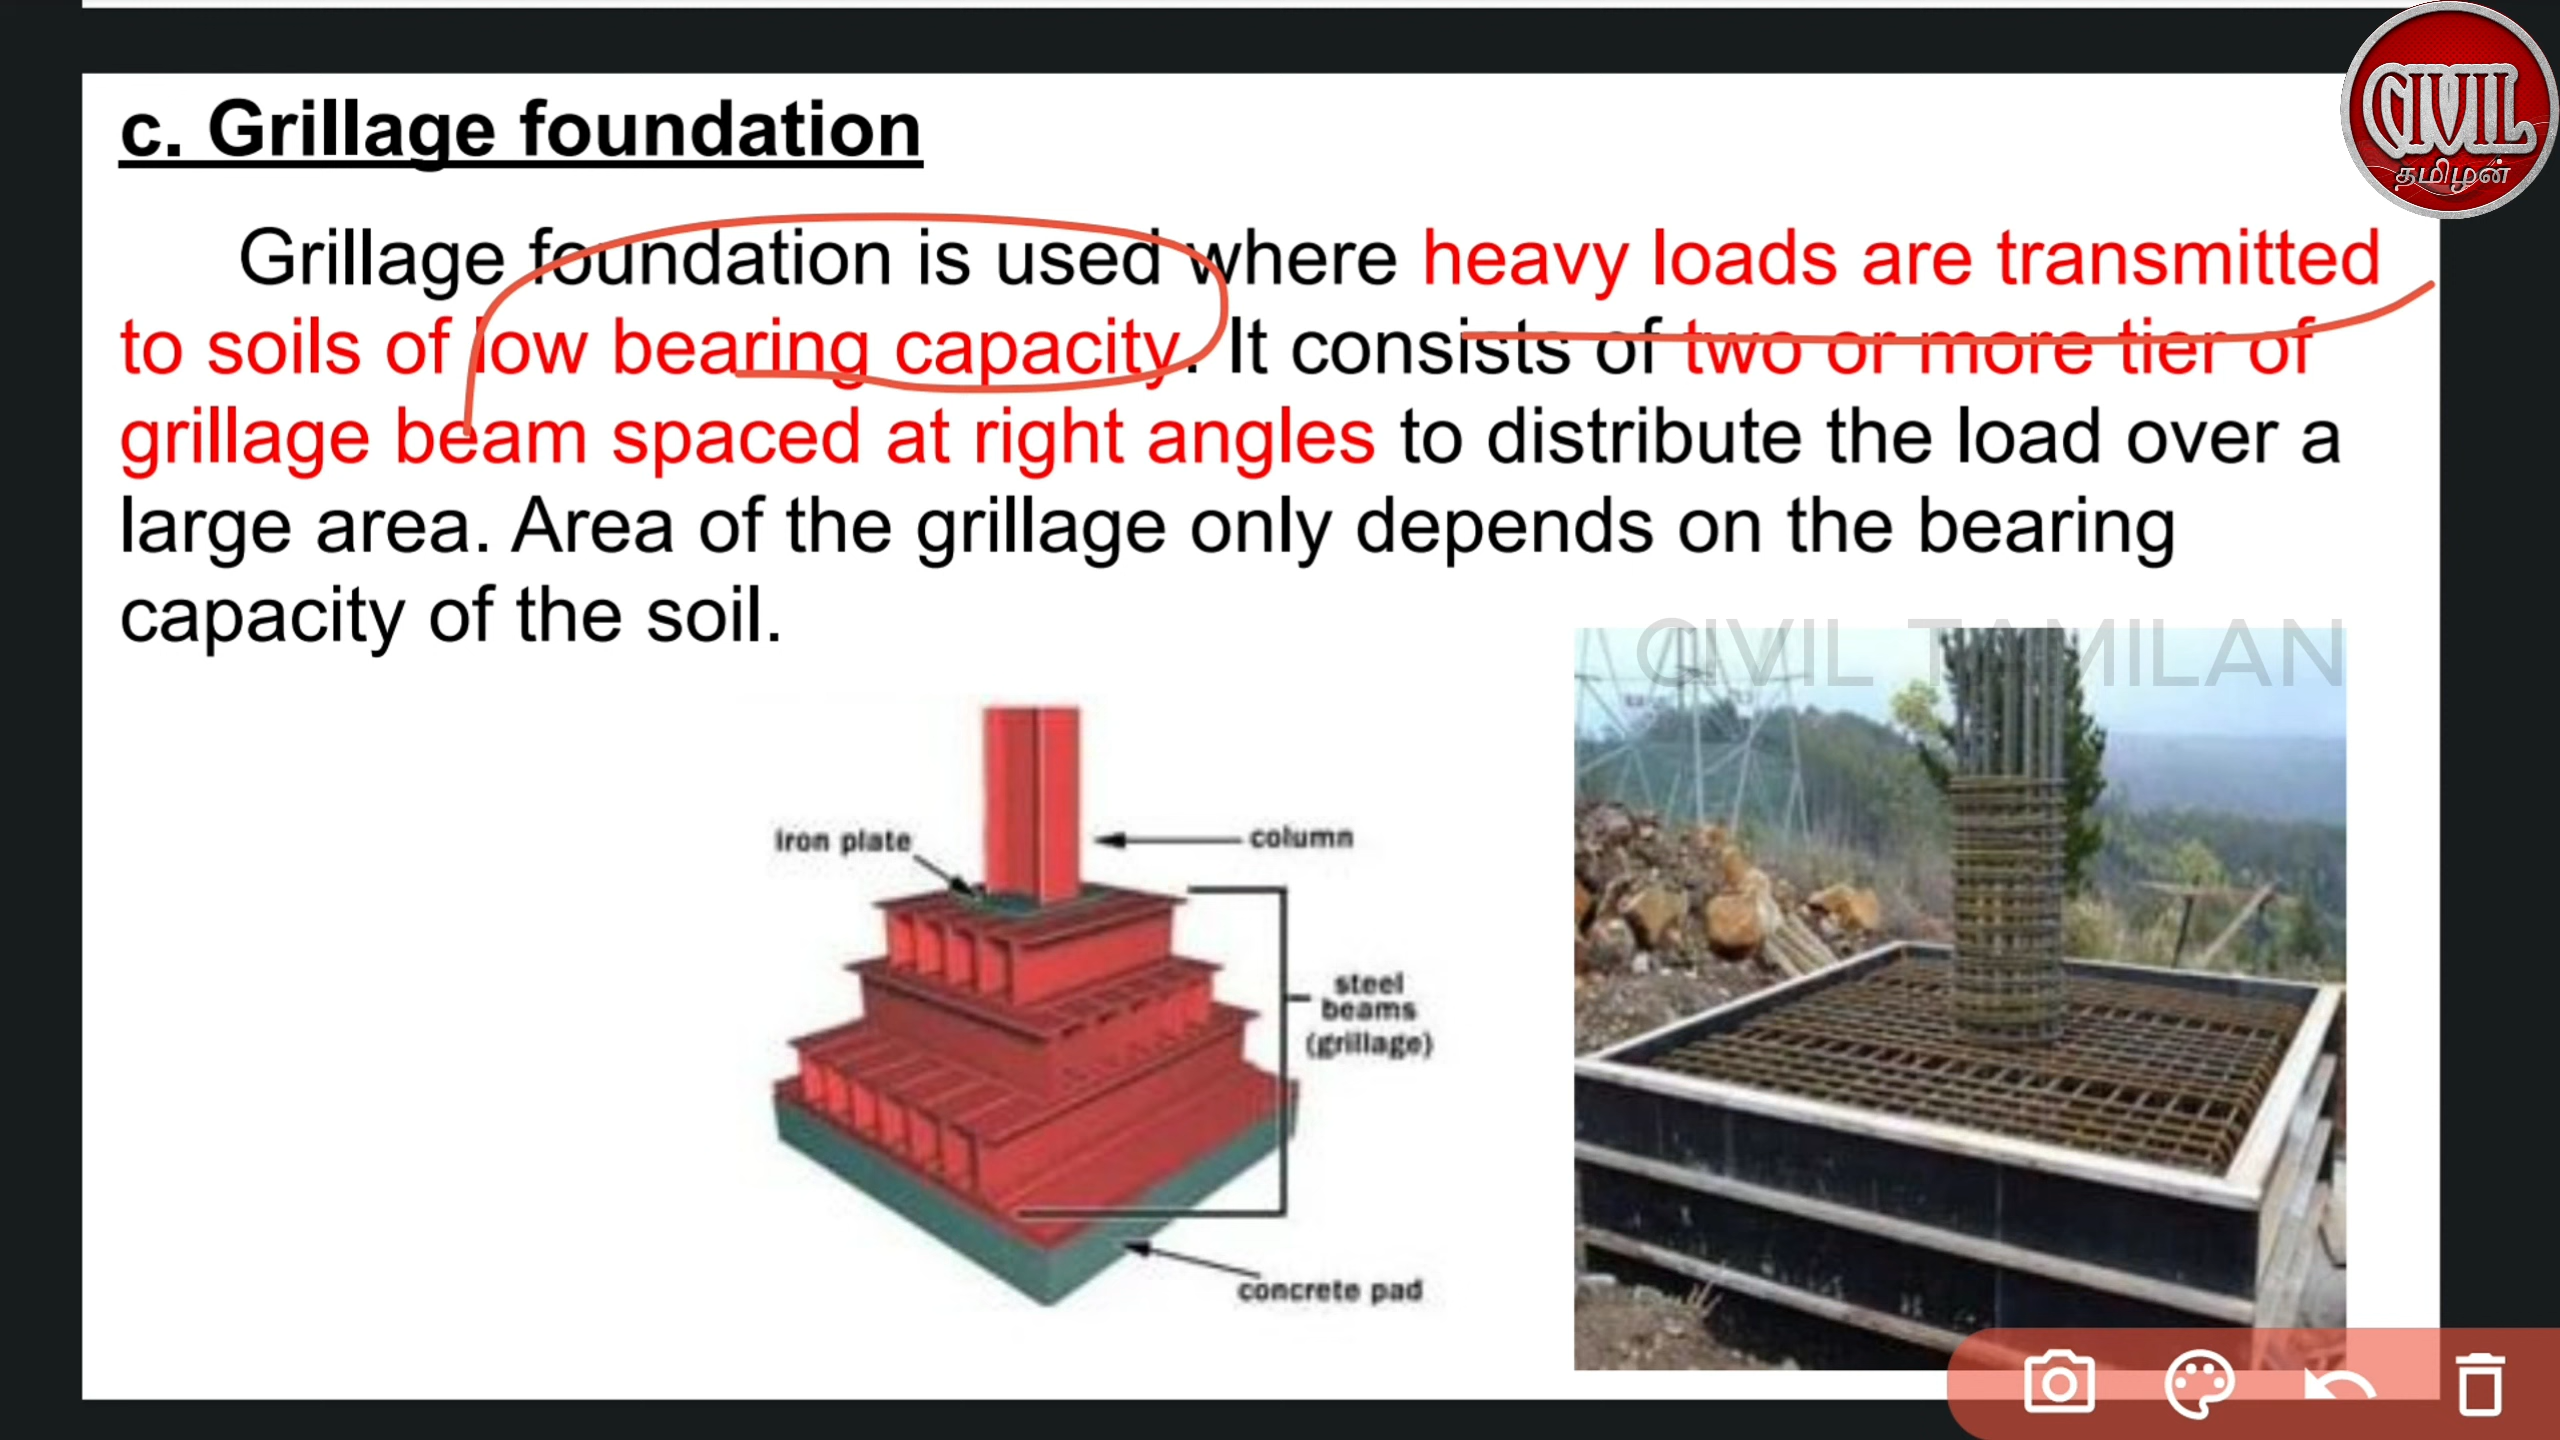 CIVIL
தமிழன்
c. Grillage foundation
Grillage foundation is used where heavy loads are transmitted
to soils of low bearing capacity. It consists of two or more tier of
grillage beam spaced at right angles to distribute the load over a
large area. Area of the grillage only depends on the bearing
capacity of the soil.
CIVIL TAMILAN
iron plate
column
steel
beams
(grillage)
concrete pad